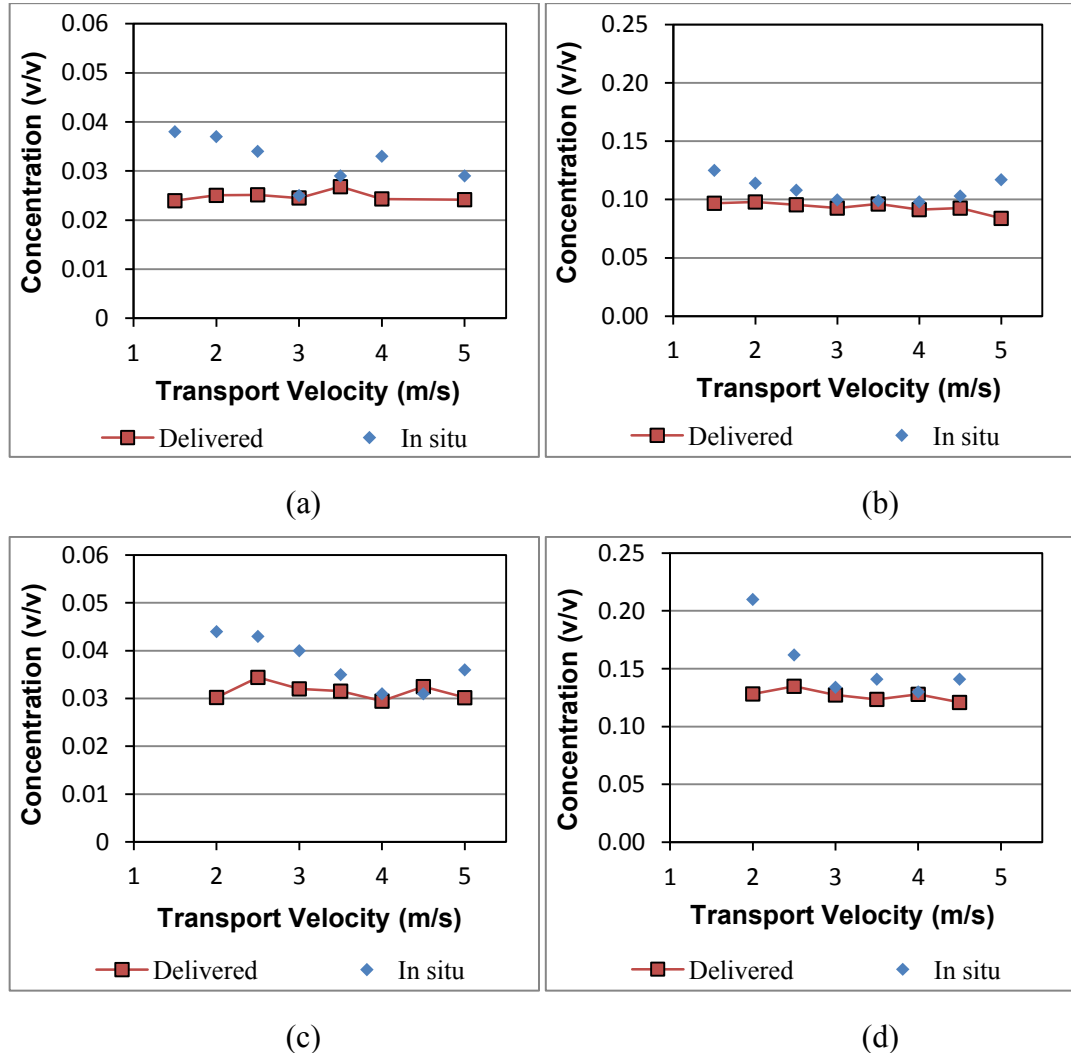 0.06
0.05
0.04
0.03
0.02
0.01
0
Concentration (v/v)
1 2 3 4 5
Transport Velocity (m/s)
Delivered In situ
(a)
0.25
0.20
0.15
0.10
0.05
0.00
Concentration (v/v)
1 2 3 4 5
Transport Velocity (m/s)
Delivered In situ
(b)
0.06
0.05
0.04
0.03
0.02
0.01
0
Concentration (v/v)
1 2 3 4 5
Transport Velocity (m/s)
Delivered In situ
(c)
0.25
0.20
0.15
0.10
0.05
0.00
Concentration (v/v)
1 2 3 4 5
Transport Velocity (m/s)
Delivered In situ
(d)